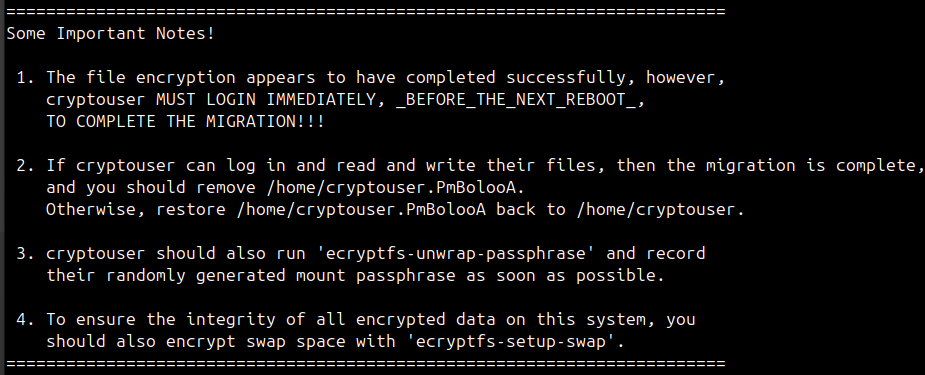 ========================================================================
Some Important Notes!
1. The file encryption appears to have completed successfully, however,
cryptouser MUST LOGIN IMMEDIATELY, _BEFORE_THE_NEXT_REBOOT_,
TO COMPLETE THE MIGRATION!!!
2. If cryptouser can log in and read and write their files, then the migration is complete,
and you should remove /home/cryptouser.PmBolooA.
Otherwise, restore /home/cryptouser.PmBolooA back to /home/cryptouser.
3. cryptouser should also run 'ecryptfs-unwrap-passphrase' and record
their randomly generated mount passphrase as soon as possible.
4. To ensure the integrity of all encrypted data on this system, you
should also encrypt swap space with 'ecryptfs-setup-swap'.
========================================================================